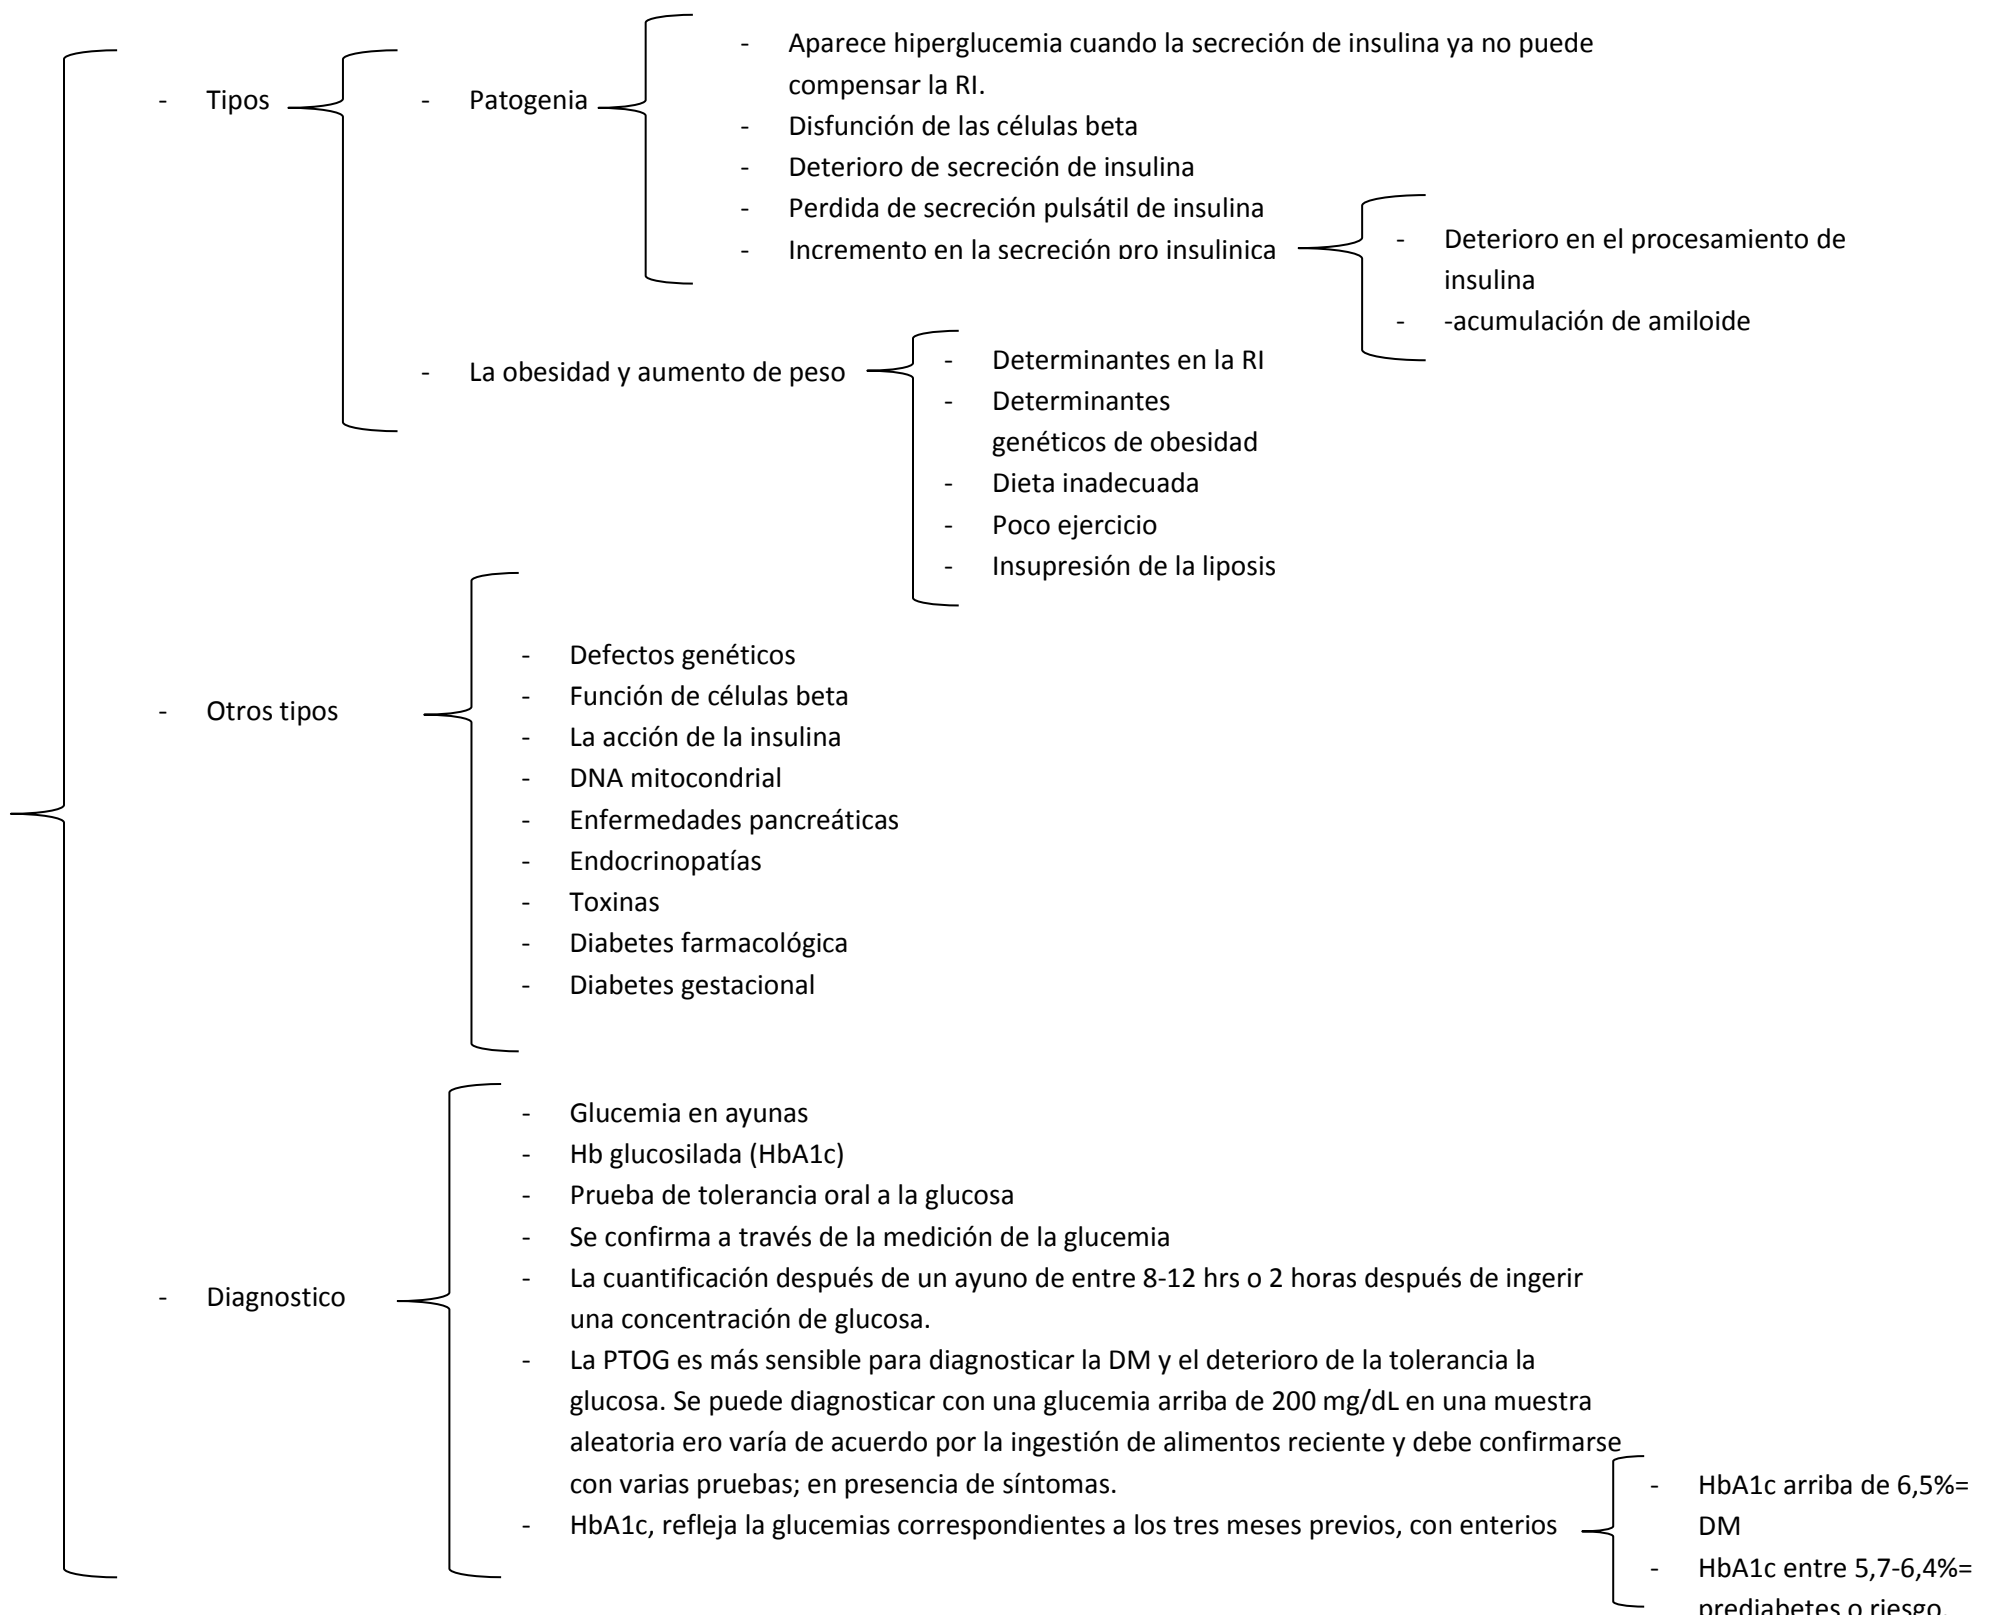 - Tipos
- Patogenia
- Aparece hiperglucemia cuando la secreción de insulina ya no puede
compensar la RI.
- Disfunción de las células beta
- Deterioro de secreción de insulina
- Perdida de secreción pulsátil de insulina
- Incremento en la secreción pro insulinica
- Deterioro en el procesamiento de
insulina
- -acumulación de amiloide
- La obesidad y aumento de peso
- Determinantes en la RI
- Determinantes
genéticos de obesidad
- Dieta inadecuada
- Poco ejercicio
- Insupresión de la liposis
- Otros tipos
- Defectos genéticos
- Función de células beta
- La acción de la insulina
- DNA mitocondrial
- Enfermedades pancreáticas
- Endocrinopatías
- Toxinas
- Diabetes farmacológica
- Diabetes gestacional
- Diagnostico
- Glucemia en ayunas
- Hb glucosilada (HbA1c)
- Prueba de tolerancia oral a la glucosa
- Se confirma a través de la medición de la glucemia
- La cuantificación después de un ayuno de entre 8-12 hrs o 2 horas después de ingerir
una concentración de glucosa.
- La PTOG es más sensible para diagnosticar la DM y el deterioro de la tolerancia la
glucosa. Se puede diagnosticar con una glucemia arriba de 200 mg/dL en una muestra
aleatoria ero varía de acuerdo por la ingestión de alimentos reciente y debe confirmarse
con varias pruebas; en presencia de síntomas.
- HbA1c, refleja la glucemias correspondientes a los tres meses previos, con enterios
- HbA1c arriba de 6,5%=
DM
- HbA1c entre 5,7-6,4%=
prediabetes o riesgo.